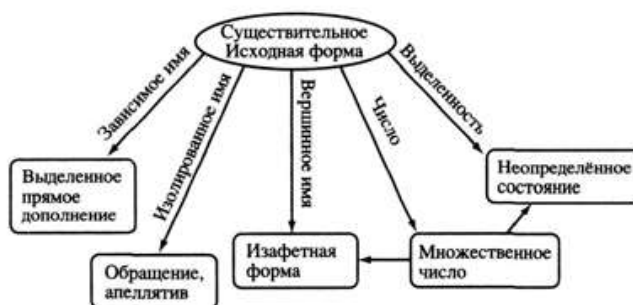 Существительное
Исходная форма
Зависимое имя
Изолированное имя
Вершинное имя
Число
Выделенность
Выделенное
прямое
дополнение
Обращение,
апеллятив
Изафетная
форма
Множественное
число
Неопределённое
состояние